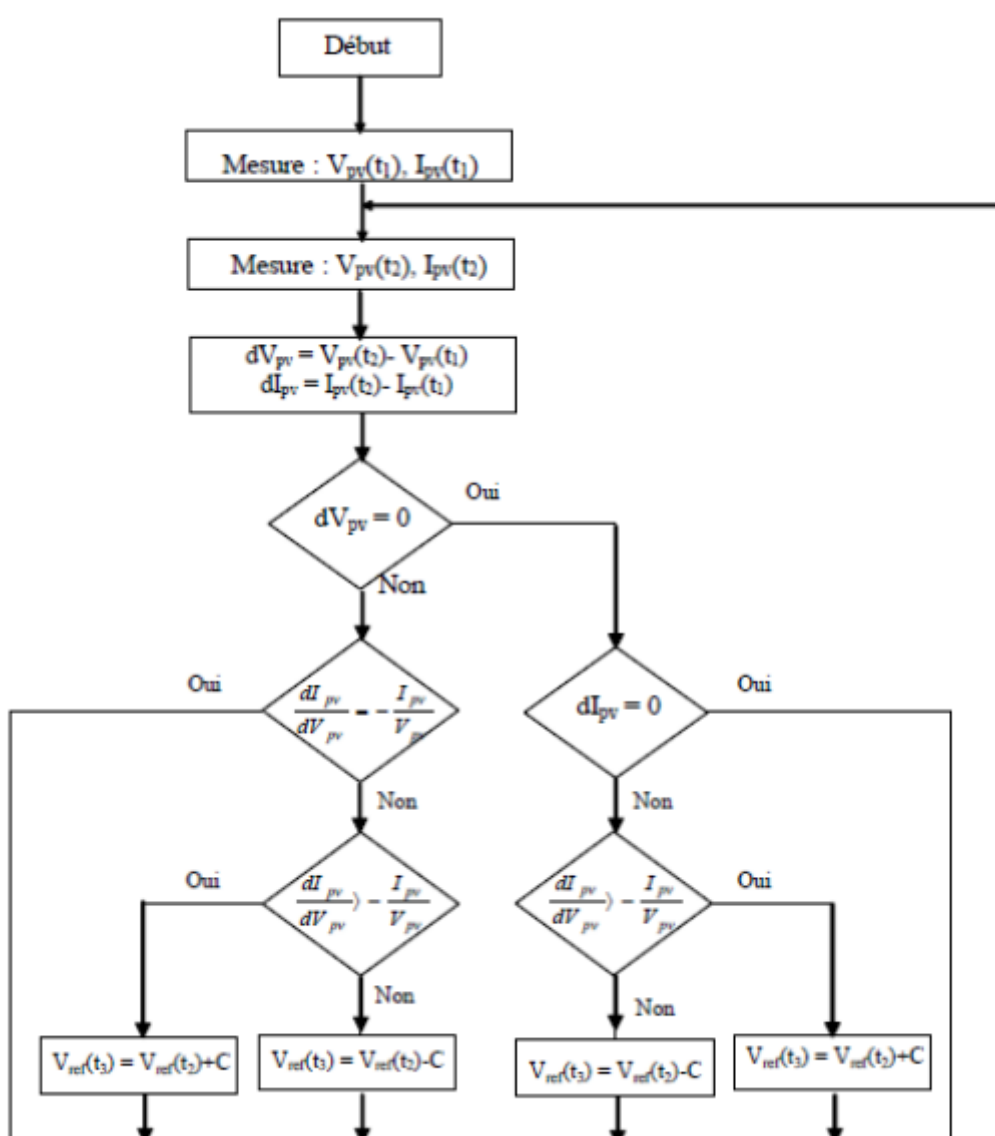 Début
Mesure : Vpv(t1), Ipv(t1)
Mesure : Vpv(t2), Ipv(t2)
dVpv = Vpv(t2)- Vpv(t1)
dIpv = Ipv(t2)- Ipv(t1)
Oui
dVpv = 0
Non
Oui
dIpv/dVpv = - Ipv/Vpv
dIpv = 0
Oui
Non
Non
Oui
dIpv/dVpv 〉- Ipv/Vpv
dIpv/dVpv 〉- Ipv/Vpv
Oui
Non
Non
Vref(t3) = Vref(t2)+C
Vref(t3) = Vref(t2)-C
Vref(t3) = Vref(t2)-C
Vref(t3) = Vref(t2)+C